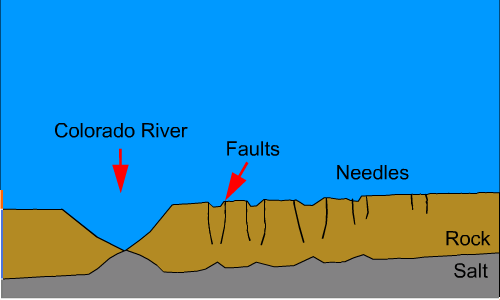 Colorado River
Faults
Needles
Rock
Salt